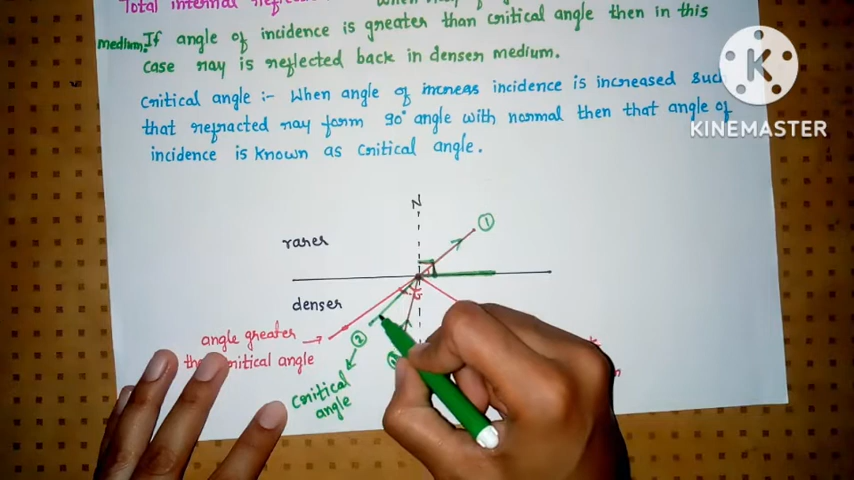 Total internal
medium. If angle of incidence is greater than critical angle then in this
case ray is reflected back in denser medium.
Critical angle :- When angle of increas incidence is increased such
that refracted ray form 90° angle with normal then that angle of
incidence is known as critical angle.
K
KINEMASTER
N
①
rarer
denser
angle greater
critical angle
②
critical
angle